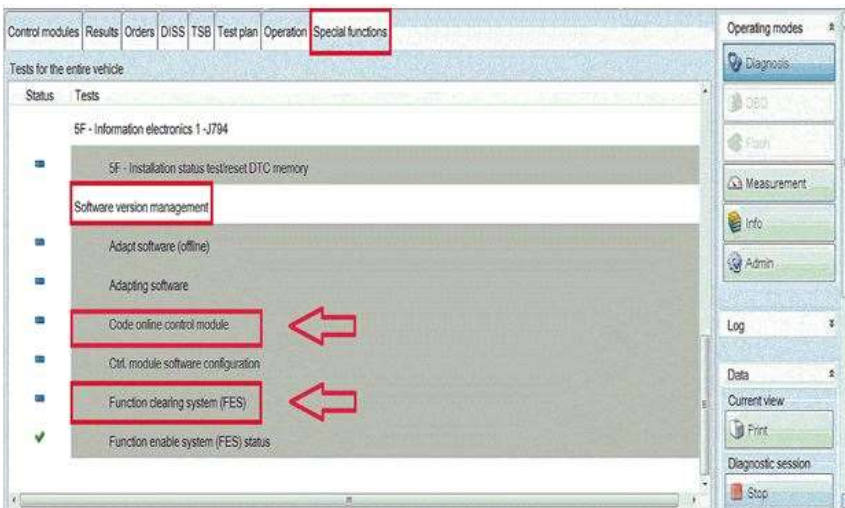 Control modules Results Orders DISS TSB Test plan Operation Special functions
Tests for the entire vehicle
Status Tests
5F - Information electronics 1 -J794
5F - Installation status test/reset DTC memory
Software version management
Adapt software (offline)
Adapting software
Code online control module
Ctrl. module software configuration
Function clearing system (FES)
Function enable system (FES) status
Operating modes
Diagnosis
OBD
Flash
Measurement
Info
Admin
Log
Data
Current view
Print
Diagnostic session
Stop